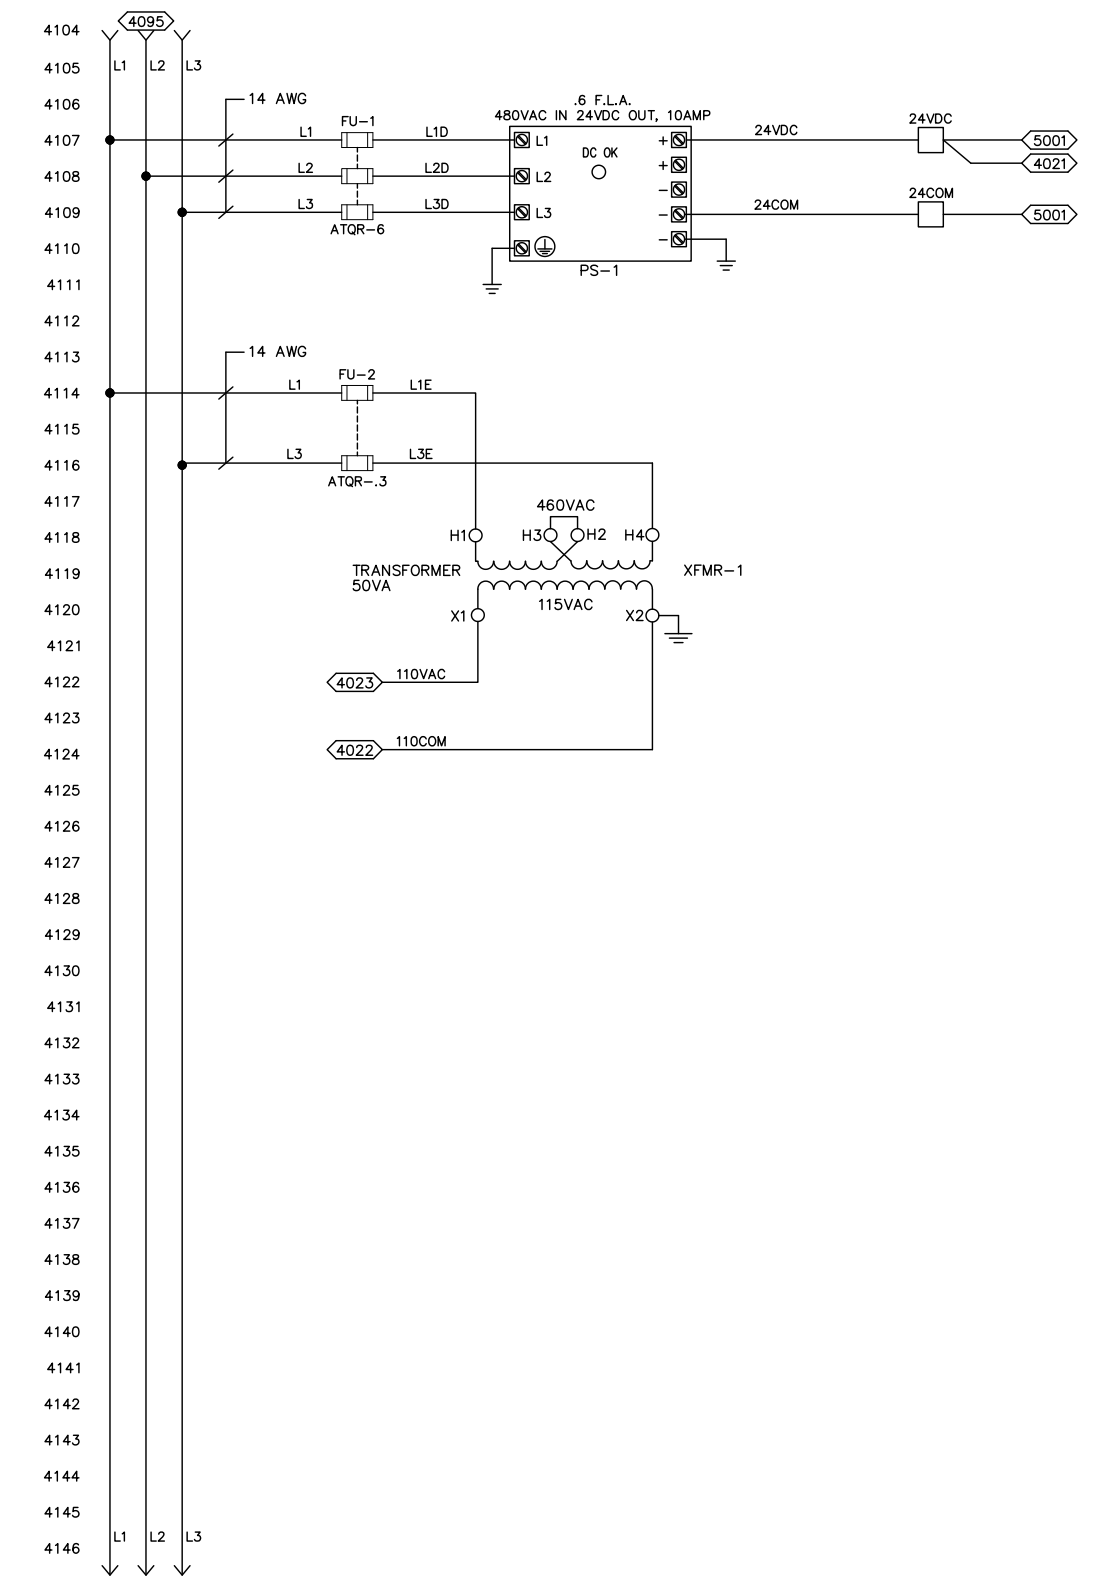 4104
4095
4105
L1 L2 L3
4106
14 AWG
.6 F.L.A.
480VAC IN 24VDC OUT, 10AMP
4107
L1 FU-1 L1D L1 + 24VDC 24VDC 5001
DC OK
+ 4021
4108
L2 L2D L2
-
4109
L3 L3D L3 - 24COM 24COM 5001
ATQR-6
4110
-
PS-1
4111
4112
4113
14 AWG
FU-2
4114
L1 L1E
4115
4116
L3 L3E
ATQR-.3
4117
460VAC
4118
H1 H3 H2 H4
4119
TRANSFORMER XFMR-1
50VA
4120
115VAC
X1 X2
4121
4122
4023 110VAC
4123
4124
4022 110COM
4125
4126
4127
4128
4129
4130
4131
4132
4133
4134
4135
4136
4137
4138
4139
4140
4141
4142
4143
4144
4145
L1 L2 L3
4146